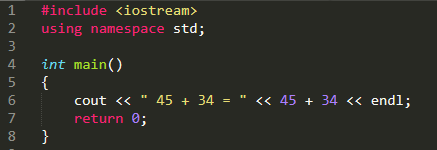 1 #include <iostream>
2 using namespace std;
3
4 int main()
5 {
6     cout << " 45 + 34 = " << 45 + 34 << endl;
7     return 0;
8 }